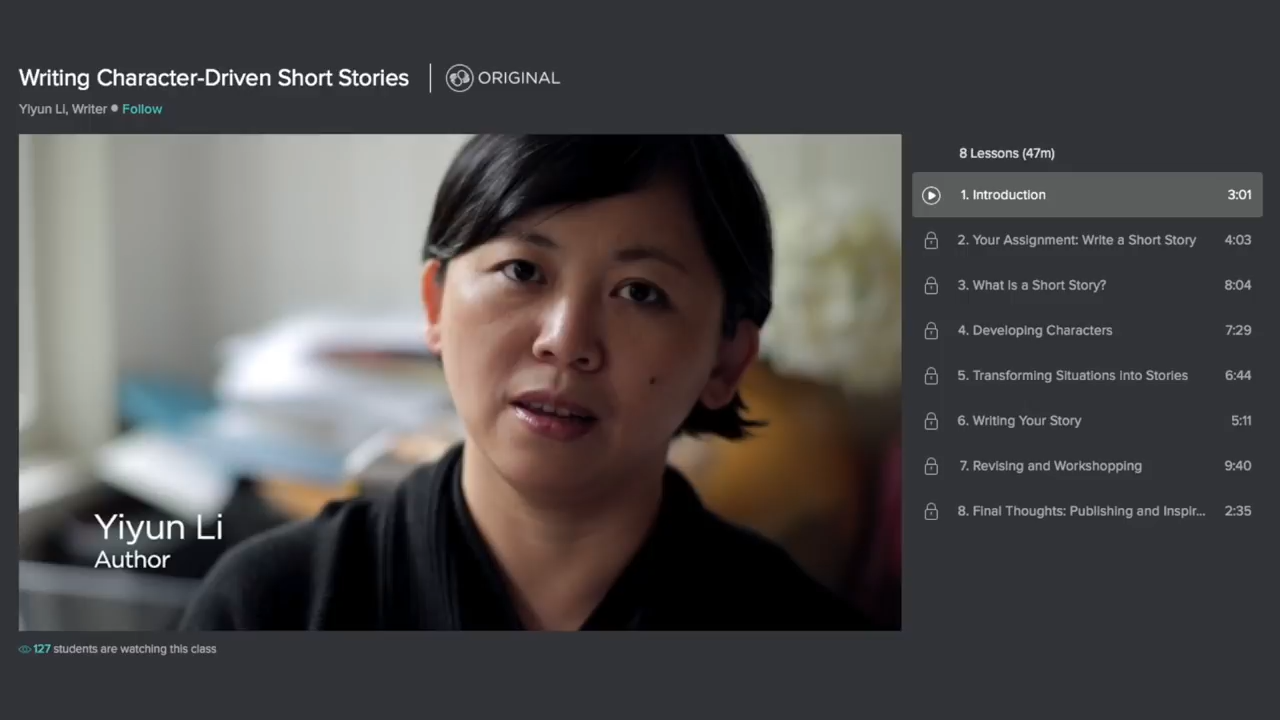 Writing Character-Driven Short Stories
ORIGINAL
Yiyun Li, Writer • Follow
Yiyun Li
Author
127 students are watching this class
8 Lessons (47m)
1. Introduction 3:01
2. Your Assignment: Write a Short Story 4:03
3. What is a Short Story? 8:04
4. Developing Characters 7:29
5. Transforming Situations into Stories 6:44
6. Writing Your Story 5:11
7. Revising and Workshopping 9:40
8. Final Thoughts: Publishing and Inspir... 2:35